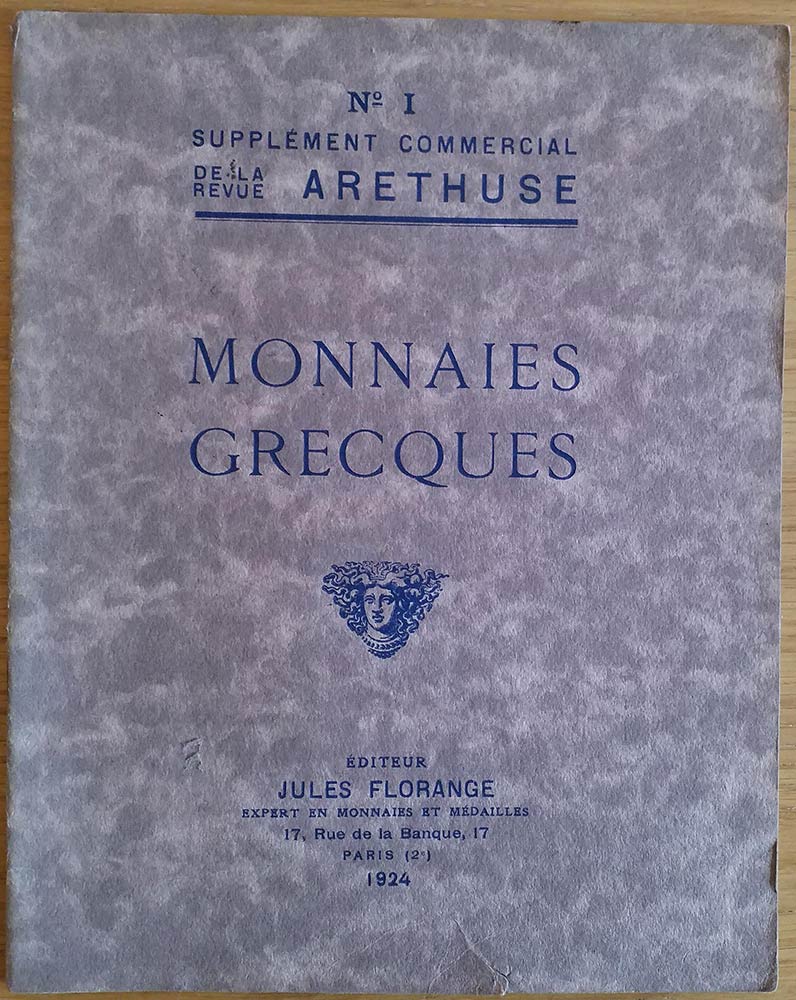 Nº I
SUPPLÉMENT COMMERCIAL
DE LA REVUE ARETHUSE
MONNAIES
GRECQUES
ÉDITEUR
JULES FLORANGE
EXPERT EN MONNAIES ET MÉDAILLES
17, Rue de la Banque, 17
PARIS (2e)
1924